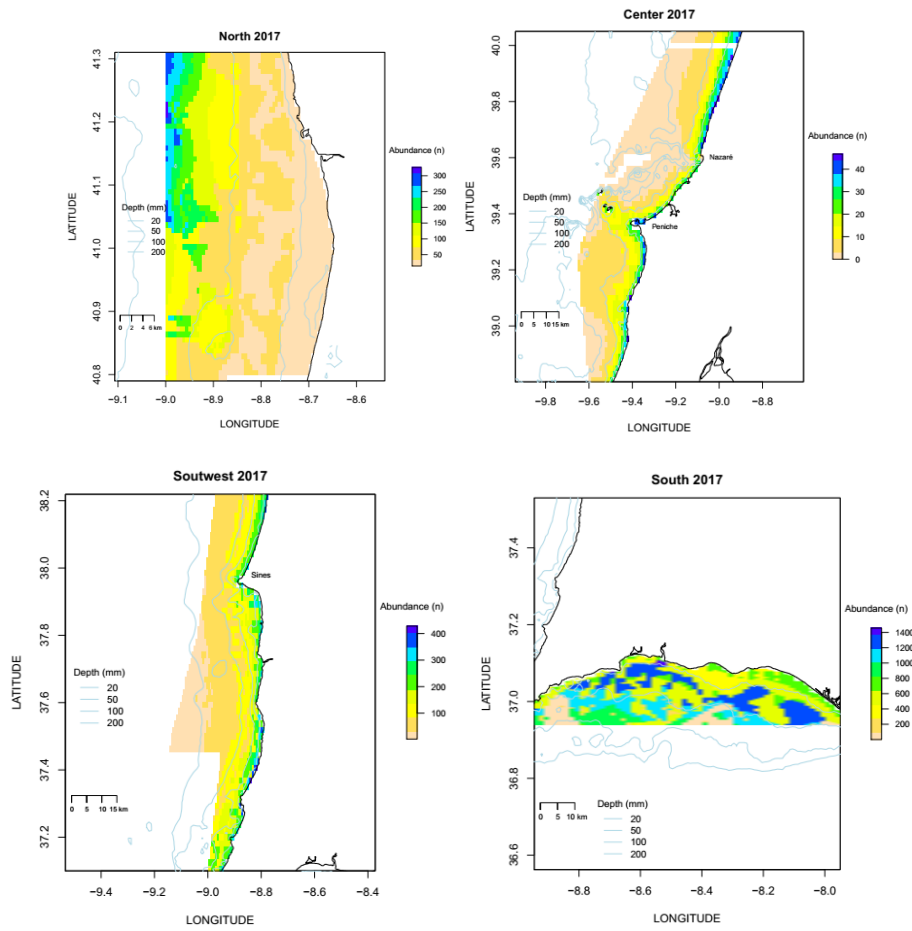 North 2017
41.3
41.2
41.1
41.0
40.9
40.8
LATITUDE
Depth (mm)
20
50
100
200
0 2 4 6 km
−9.1 −9.0 −8.9 −8.8 −8.7 −8.6
LONGITUDE
Abundance (n)
300
250
200
150
100
50
Center 2017
40.0
39.8
39.6
39.4
39.2
39.0
LATITUDE
Nazaré
Peniche
Depth (mm)
20
50
100
200
0 5 10 15 km
−9.8 −9.6 −9.4 −9.2 −9.0 −8.8
LONGITUDE
Abundance (n)
40
30
20
10
0
Soutwest 2017
38.2
38.0
37.8
37.6
37.4
37.2
LATITUDE
Sines
Depth (mm)
20
50
100
200
0 5 10 15 km
−9.4 −9.2 −9.0 −8.8 −8.6 −8.4
LONGITUDE
Abundance (n)
400
300
200
100
South 2017
37.4
37.2
37.0
36.8
36.6
LATITUDE
0 5 10 km
Depth (mm)
20
50
100
200
−8.8 −8.6 −8.4 −8.2 −8.0
LONGITUDE
Abundance (n)
1400
1200
1000
800
600
400
200